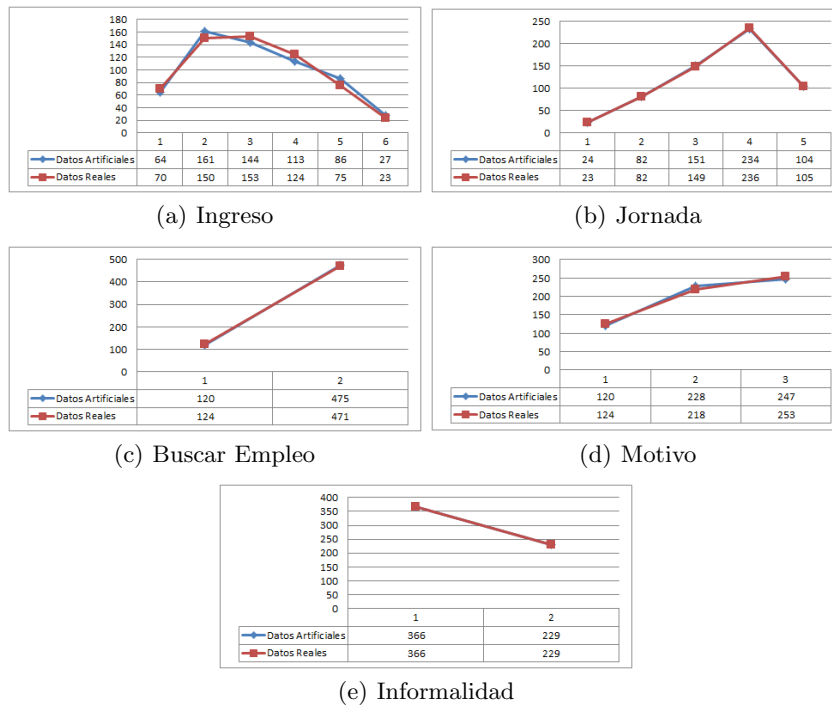 180
160
140
120
100
80
60
40
20
0
1 2 3 4 5 6
Datos Artificiales 64 161 144 113 86 27
Datos Reales 70 150 153 124 75 23
(a) Ingreso
250
200
150
100
50
0
1 2 3 4 5
Datos Artificiales 24 82 151 234 104
Datos Reales 23 82 149 236 105
(b) Jornada
500
400
300
200
100
0
1 2
Datos Artificiales 120 475
Datos Reales 124 471
(c) Buscar Empleo
300
250
200
150
100
50
0
1 2 3
Datos Artificiales 120 228 247
Datos Reales 124 218 253
(d) Motivo
400
350
300
250
200
150
100
50
0
1 2
Datos Artificiales 366 229
Datos Reales 366 229
(e) Informalidad